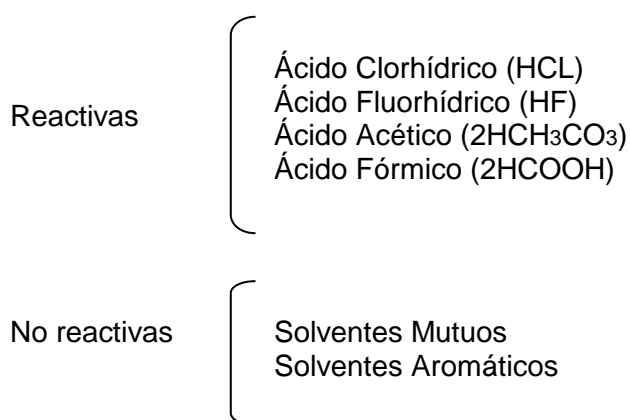 Reactivas
Ácido Clorhídrico (HCL)
Ácido Fluorhídrico (HF)
Ácido Acético (2HCH3CO3)
Ácido Fórmico (2HCOOH)
No reactivas
Solventes Mutuos
Solventes Aromáticos